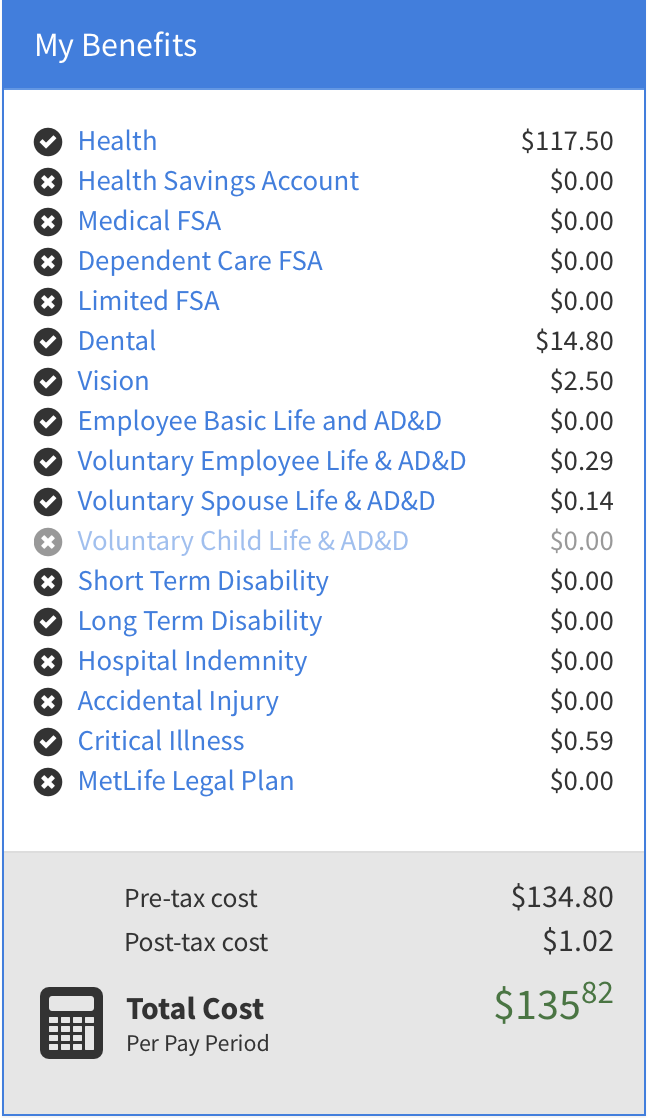 My Benefits
Health $117.50
Health Savings Account $0.00
Medical FSA $0.00
Dependent Care FSA $0.00
Limited FSA $0.00
Dental $14.80
Vision $2.50
Employee Basic Life and AD&D $0.00
Voluntary Employee Life & AD&D $0.29
Voluntary Spouse Life & AD&D $0.14
Voluntary Child Life & AD&D $0.00
Short Term Disability $0.00
Long Term Disability $0.00
Hospital Indemnity $0.00
Accidental Injury $0.00
Critical Illness $0.59
MetLife Legal Plan $0.00
Pre-tax cost $134.80
Post-tax cost $1.02
Total Cost $13582
Per Pay Period